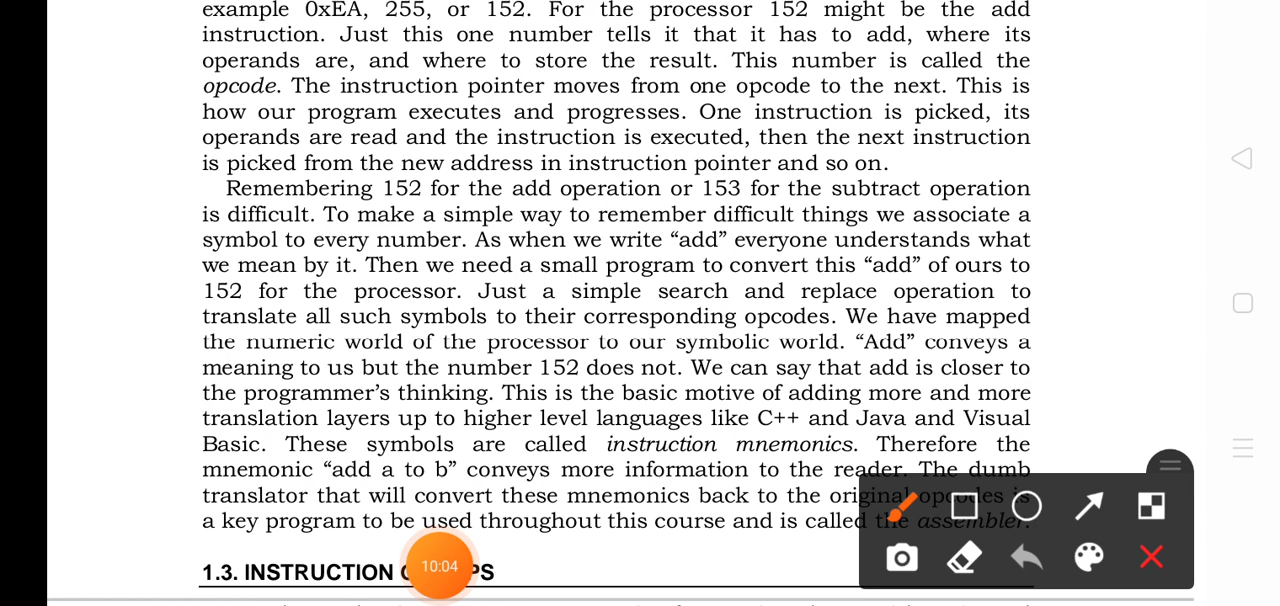 example 0xEA, 255, or 152. For the processor 152 might be the add
instruction. Just this one number tells it that it has to add, where its
operands are, and where to store the result. This number is called the
opcode. The instruction pointer moves from one opcode to the next. This is
how our program executes and progresses. One instruction is picked, its
operands are read and the instruction is executed, then the next instruction
is picked from the new address in instruction pointer and so on.
Remembering 152 for the add operation or 153 for the subtract operation
is difficult. To make a simple way to remember difficult things we associate a
symbol to every number. As when we write “add” everyone understands what
we mean by it. Then we need a small program to convert this “add” of ours to
152 for the processor. Just a simple search and replace operation to
translate all such symbols to their corresponding opcodes. We have mapped
the numeric world of the processor to our symbolic world. “Add” conveys a
meaning to us but the number 152 does not. We can say that add is closer to
the programmer’s thinking. This is the basic motive of adding more and more
translation layers up to higher level languages like C++ and Java and Visual
Basic. These symbols are called instruction mnemonics. Therefore the
mnemonic “add a to b” conveys more information to the reader. The dumb
translator that will convert these mnemonics back to the original opcodes is
a key program to be used throughout this course and is called the assembler.
10:04
1.3. INSTRUCTION